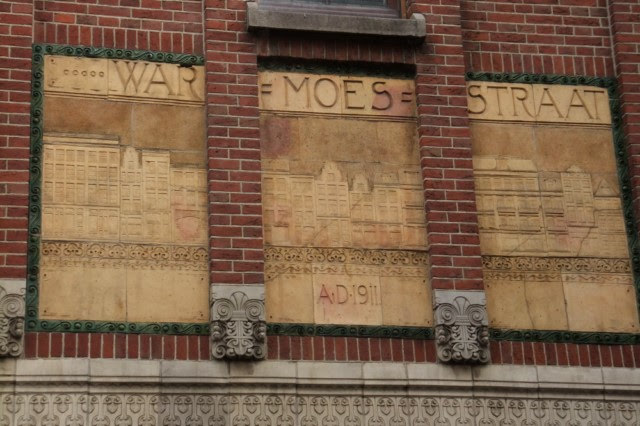 WAR =MOES= STRAAT
A·D·1911